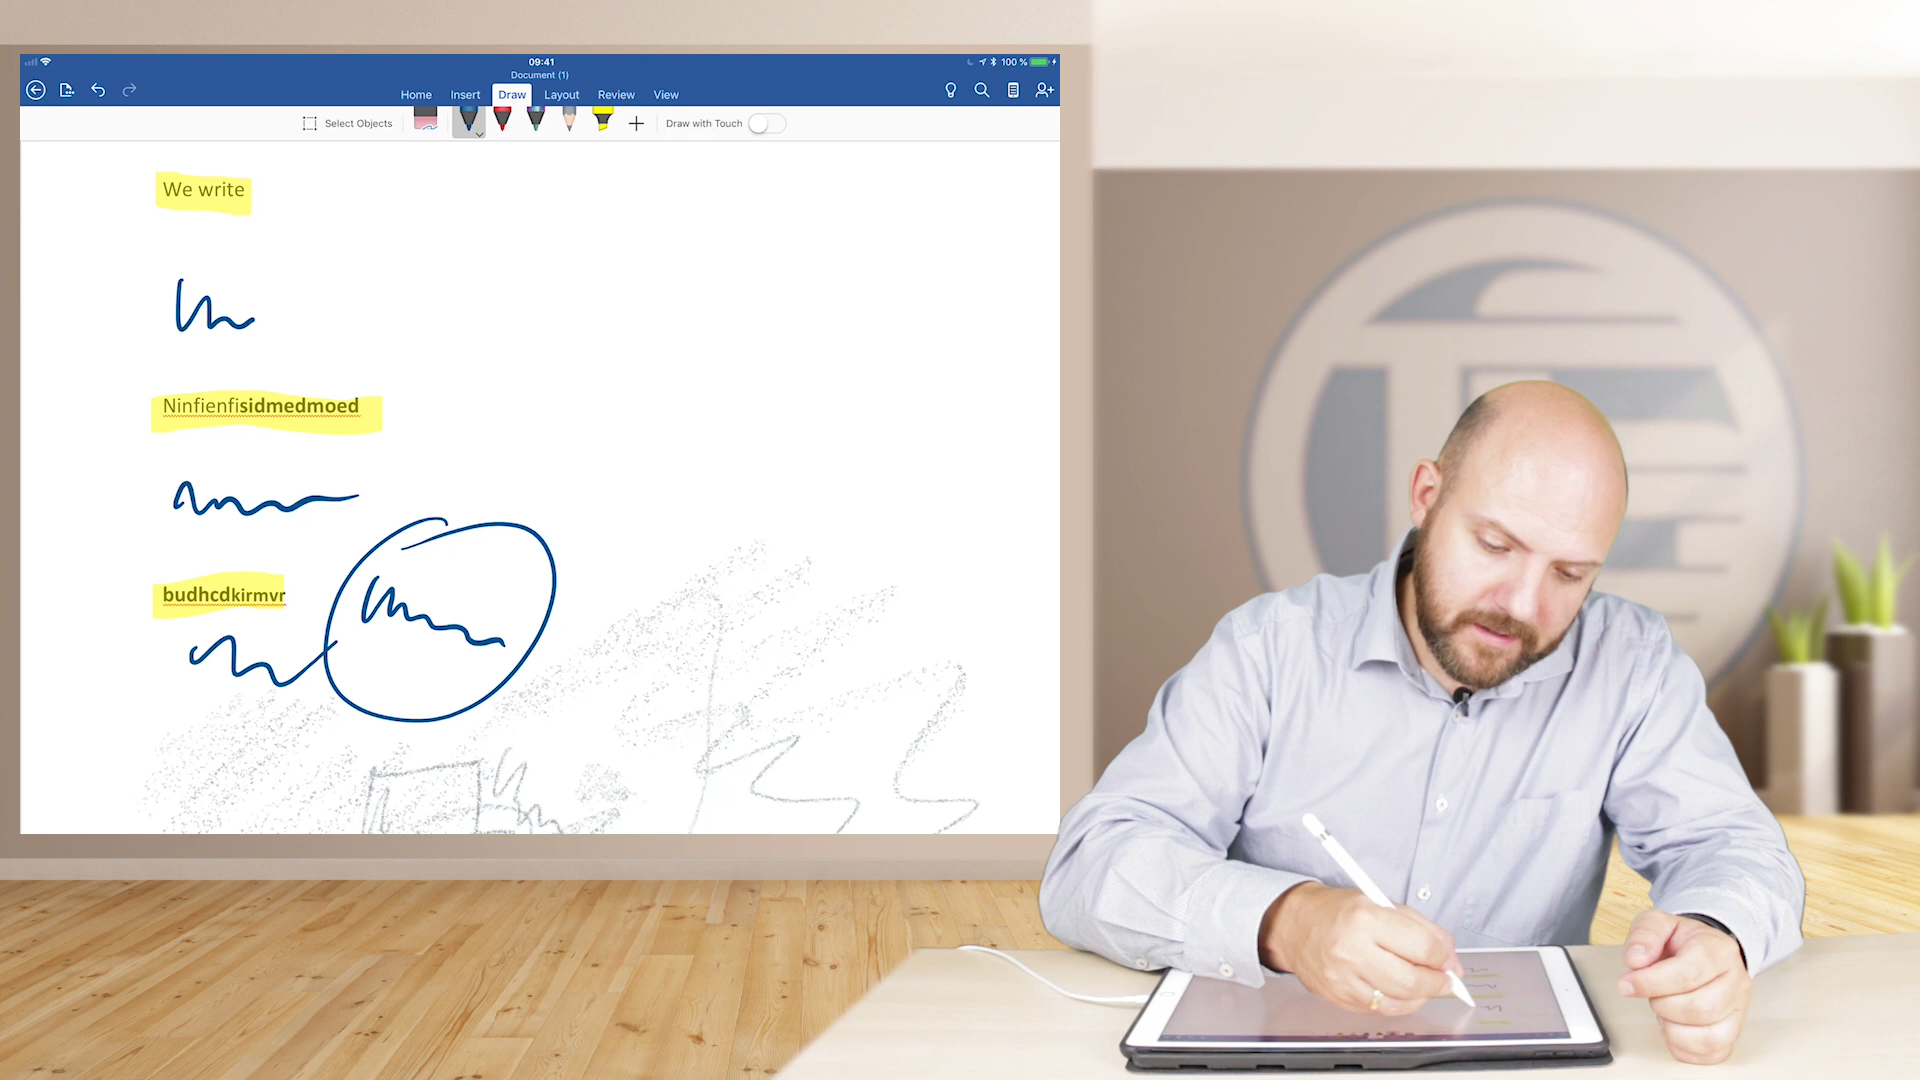 09:41
100 %
Document (1)
Home Insert Draw Layout Review View
Select Objects
Draw with Touch
We write
Ninfienfisidmedmoed
budhcdkirmvr